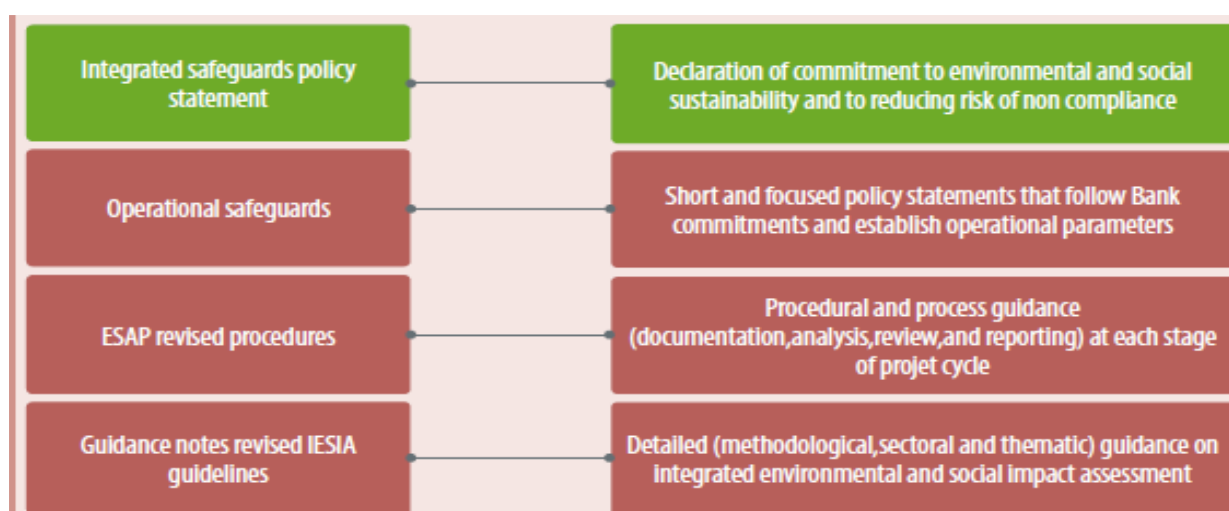 Integrated safeguards policy
statement
Declaration of commitment to environmental and social
sustainability and to reducing risk of non compliance
Operational safeguards
Short and focused policy statements that follow Bank
commitments and establish operational parameters
ESAP revised procedures
Procedural and process guidance
(documentation,analysis,review,and reporting) at each stage
of projet cycle
Guidance notes revised IESIA
guidelines
Detailed (methodological,sectoral and thematic) guidance on
integrated environmental and social impact assessment